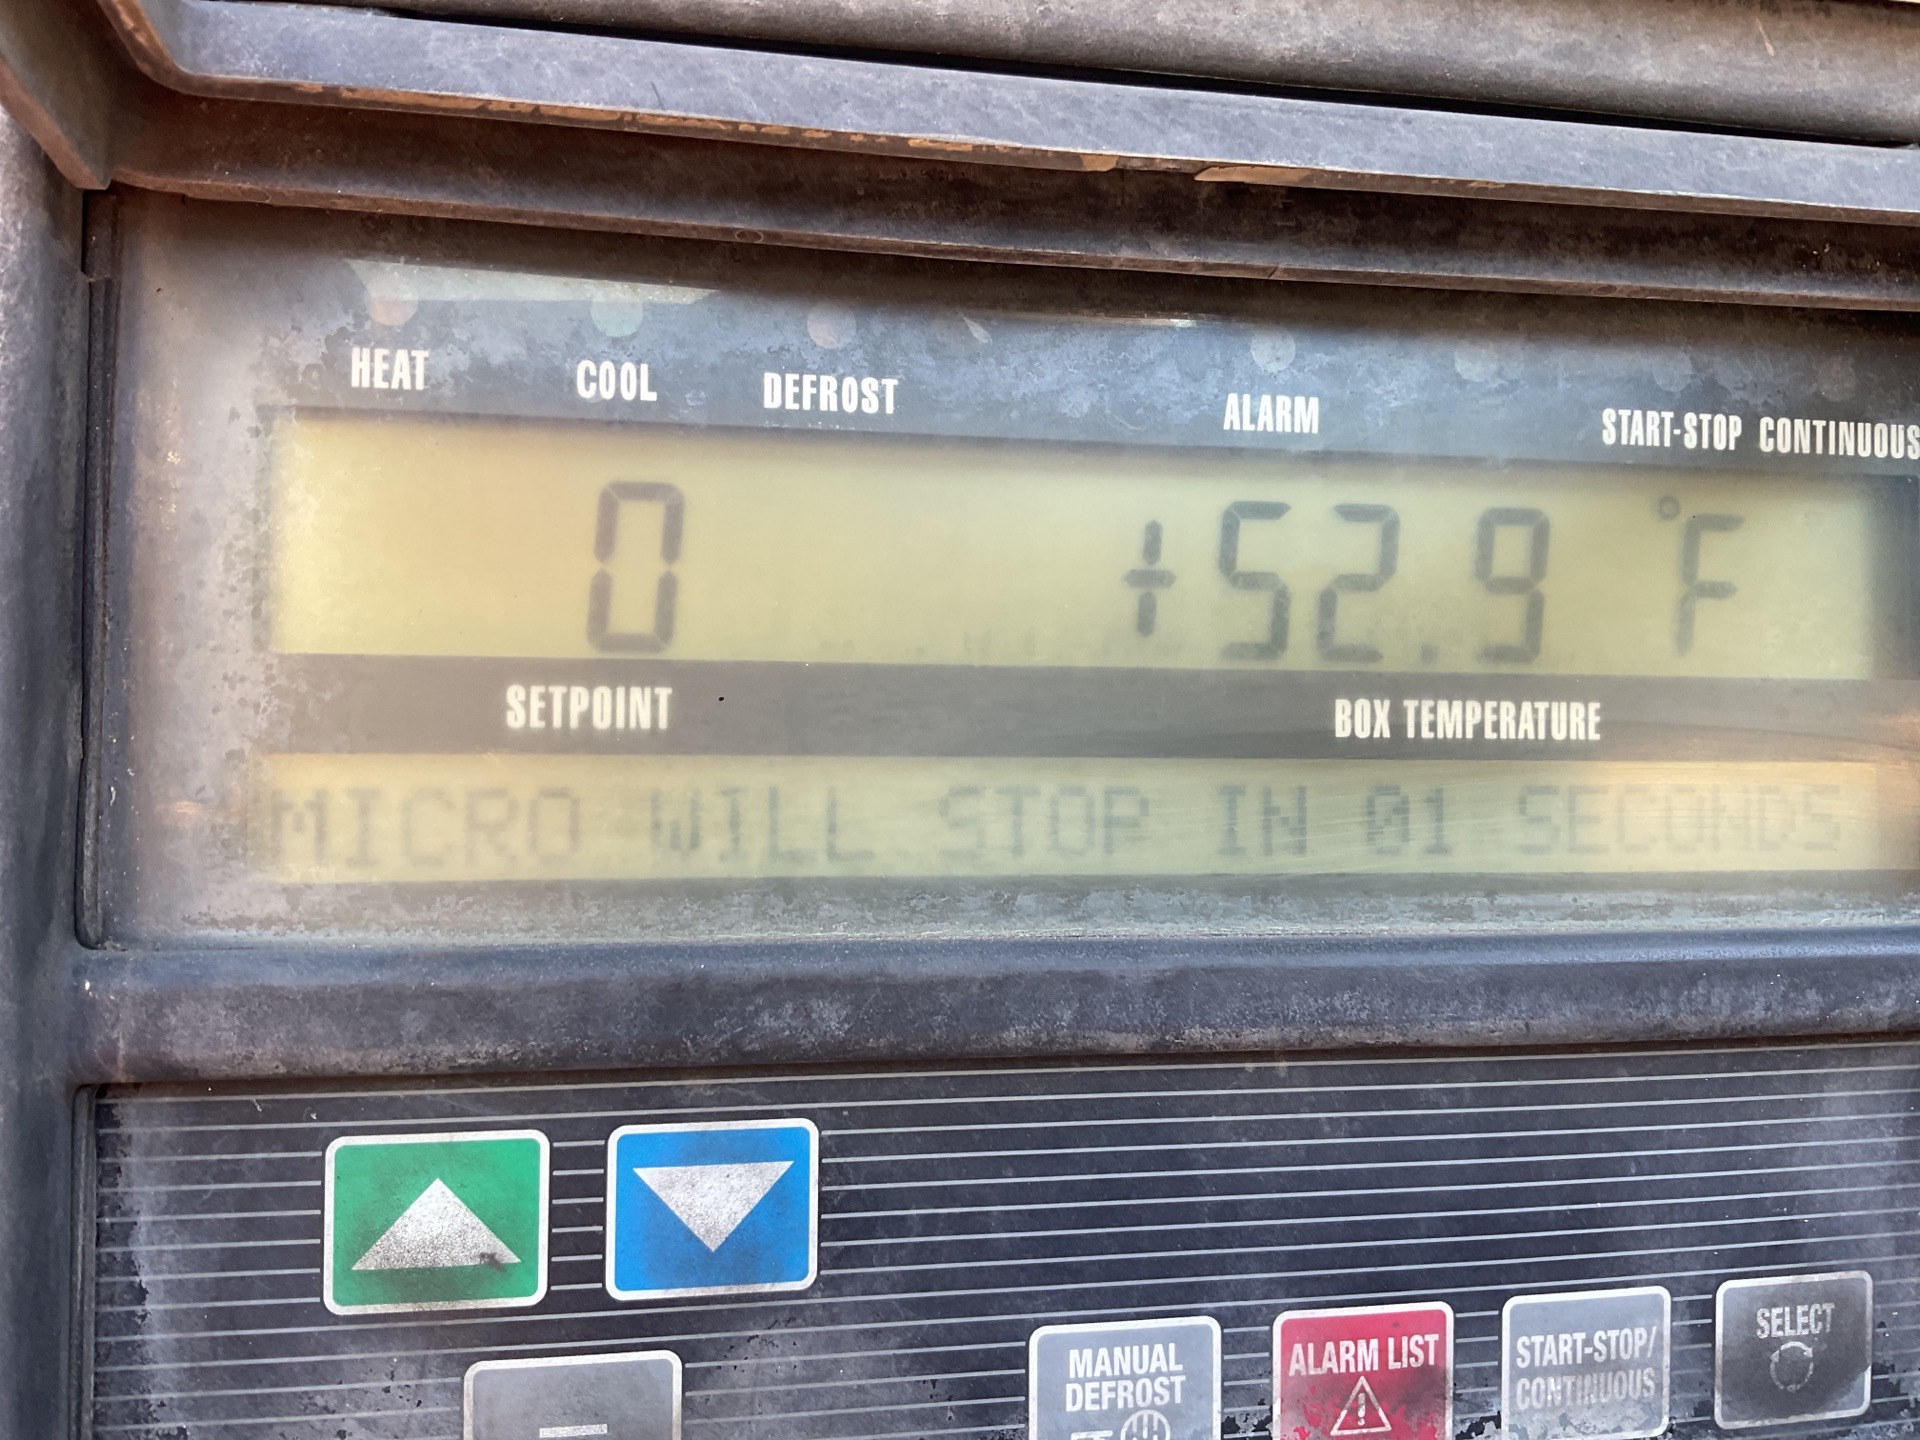 HEAT COOL DEFROST ALARM START-STOP CONTINUOUS
0 +52.9 °F
SETPOINT BOX TEMPERATURE
MICRO WILL STOP IN 01 SECONDS
MANUAL DEFROST
ALARM LIST
START-STOP/
CONTINUOUS
SELECT